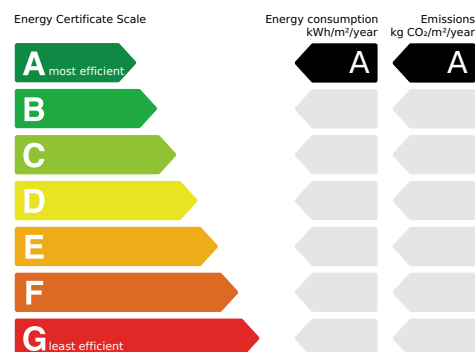 Energy Certificate Scale
Energy consumption
kWh/m²/year
Emissions
kg CO₂/m²/year
A most efficient
A
A
B
C
D
E
F
G least efficient